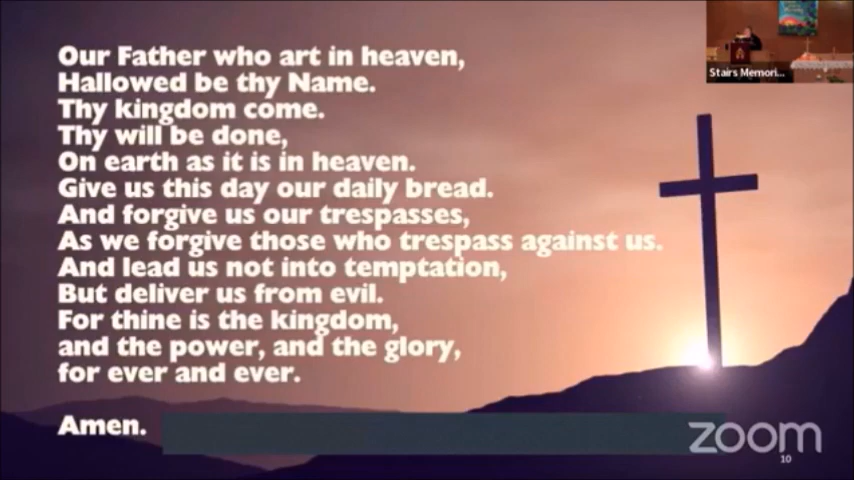 Our Father who art in heaven,
Hallowed be thy Name.
Thy kingdom come.
Thy will be done,
On earth as it is in heaven.
Give us this day our daily bread.
And forgive us our trespasses,
As we forgive those who trespass against us.
And lead us not into temptation,
But deliver us from evil.
For thine is the kingdom,
and the power, and the glory,
for ever and ever.
Amen.
Stairs Memori...
zoom
10